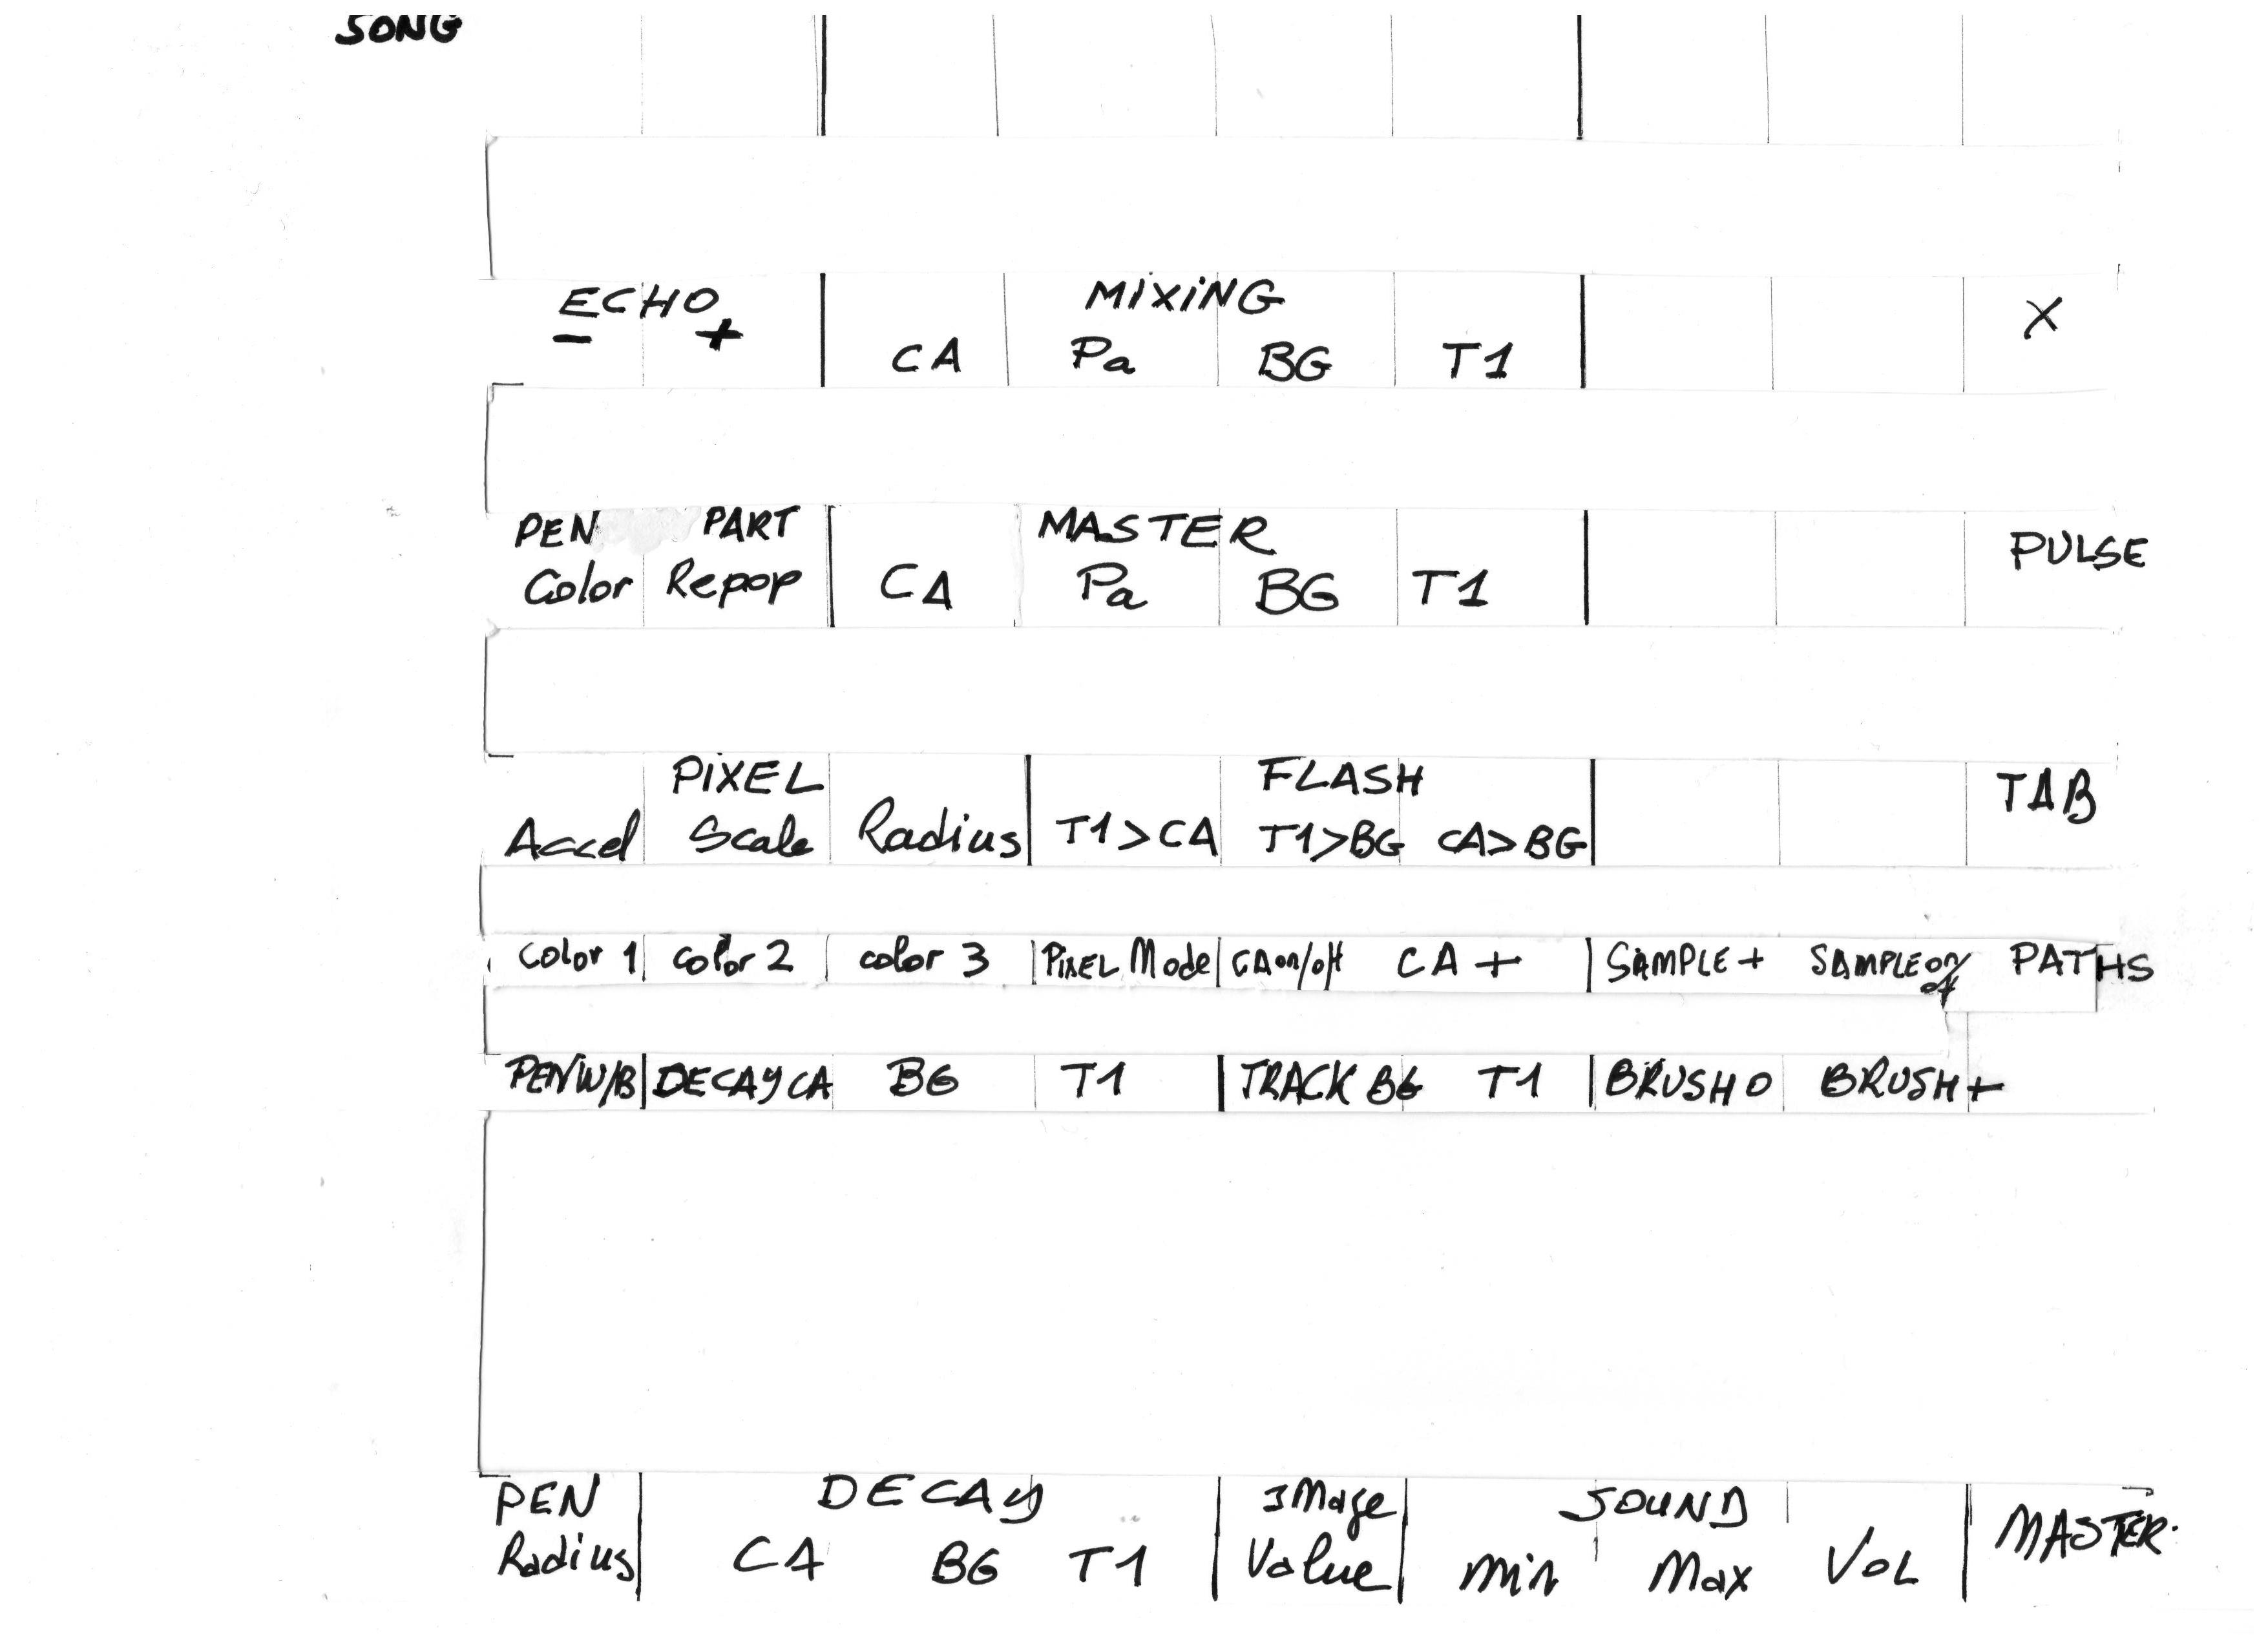 SONG
ECHO MIXING
- + CA Pa BG T1 X
PEN PART MASTER PULSE
Color Repop CA Pa BG T1
PIXEL FLASH TAB
Accel Scale Radius T1>CA T1>BG CA>BG
Color 1 Color 2 color 3 PIXEL Mode CA on/off CA + SAMPLE + SAMPLE on/of PATHS
PEN W/B DECAY CA BG T1 TRACK BG T1 BRUSH 0 BRUSH +
PEN DECAY IMage SOUND MASTER
Radius CA BG T1 Value Min Max VOL